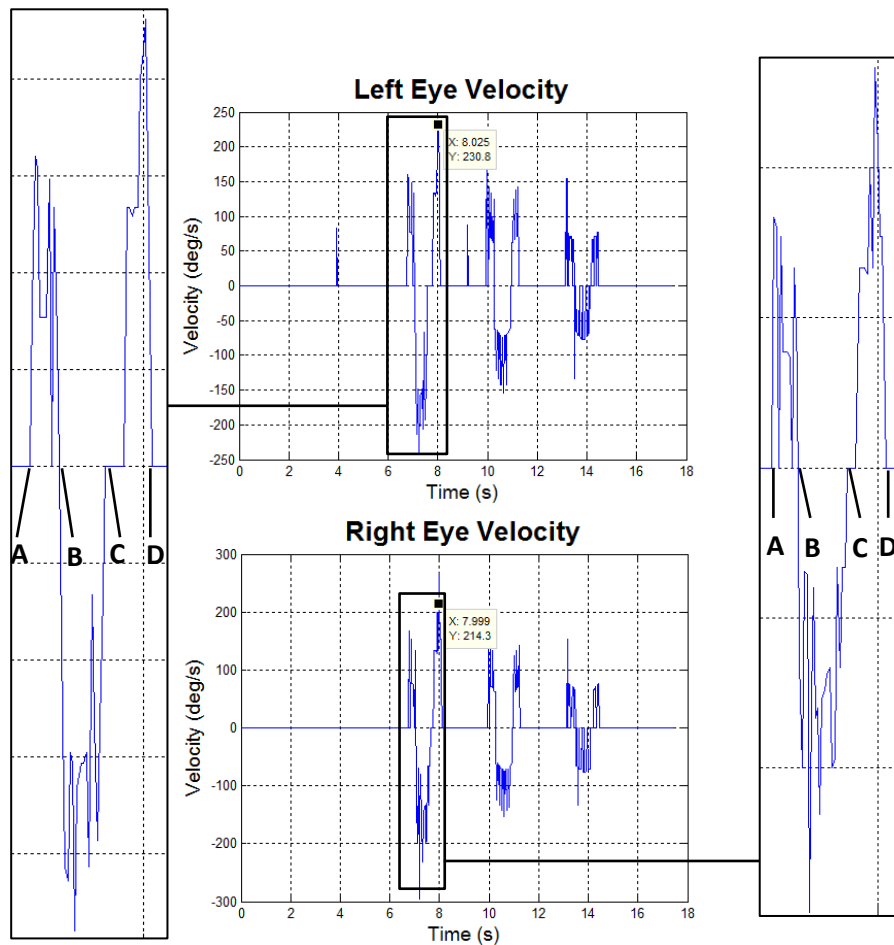 Left Eye Velocity
250
200
150
100
50
0
-50
-100
-150
-200
-250
Velocity (deg/s)
X: 8.025
Y: 230.8
0 2 4 6 8 10 12 14 16 18
Time (s)
A B C D
A B C D
Right Eye Velocity
300
200
100
0
-100
-200
-300
Velocity (deg/s)
X: 7.999
Y: 214.3
0 2 4 6 8 10 12 14 16 18
Time (s)